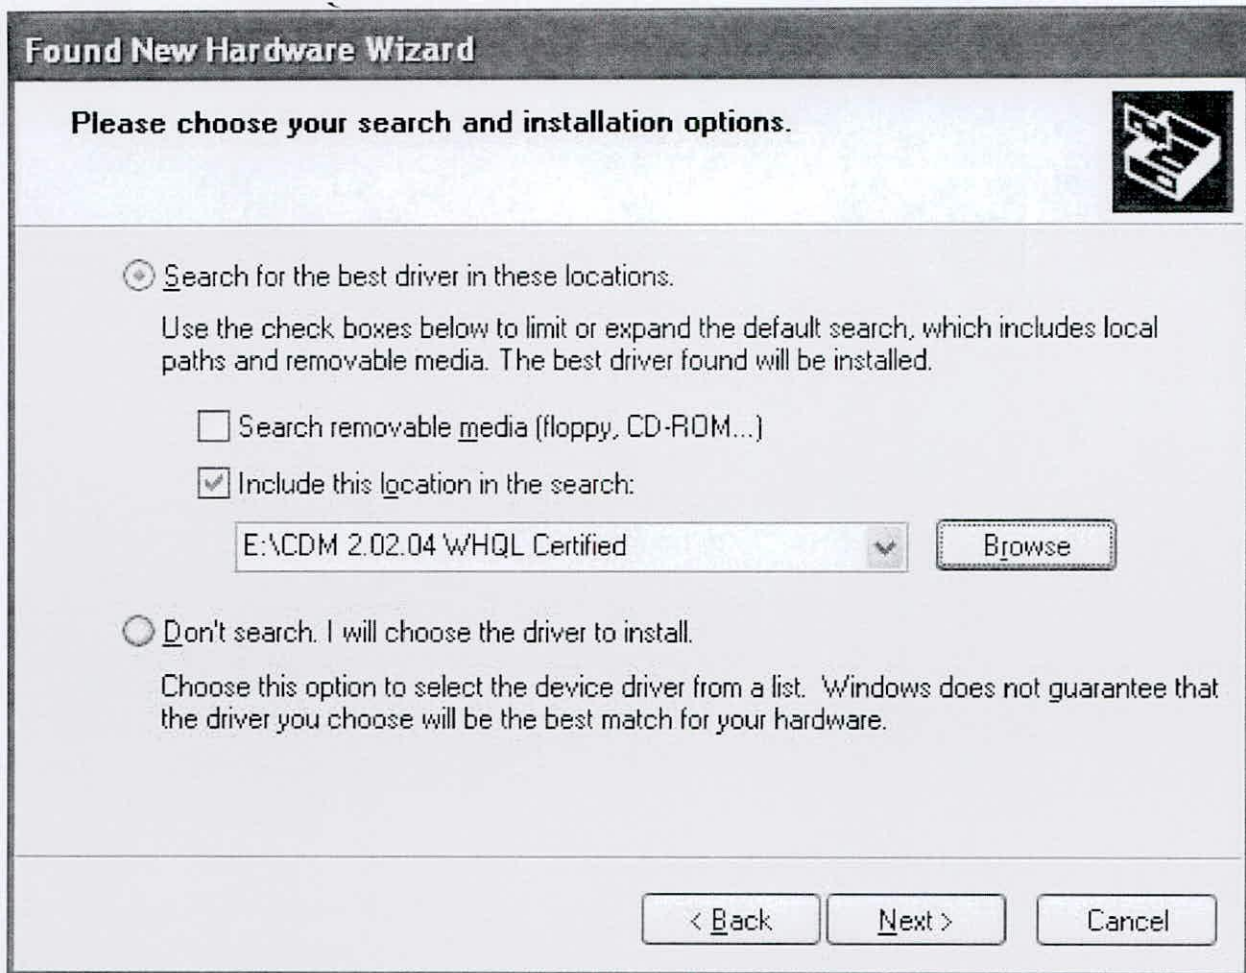 Found New Hardware Wizard
Please choose your search and installation options.
Search for the best driver in these locations.
Use the check boxes below to limit or expand the default search, which includes local
paths and removable media. The best driver found will be installed.
Search removable media (floppy, CD-ROM...)
Include this location in the search:
E:\CDM 2.02.04 WHQL Certified
Browse
Don't search. I will choose the driver to install.
Choose this option to select the device driver from a list.  Windows does not guarantee that
the driver you choose will be the best match for your hardware.
< Back
Next >
Cancel